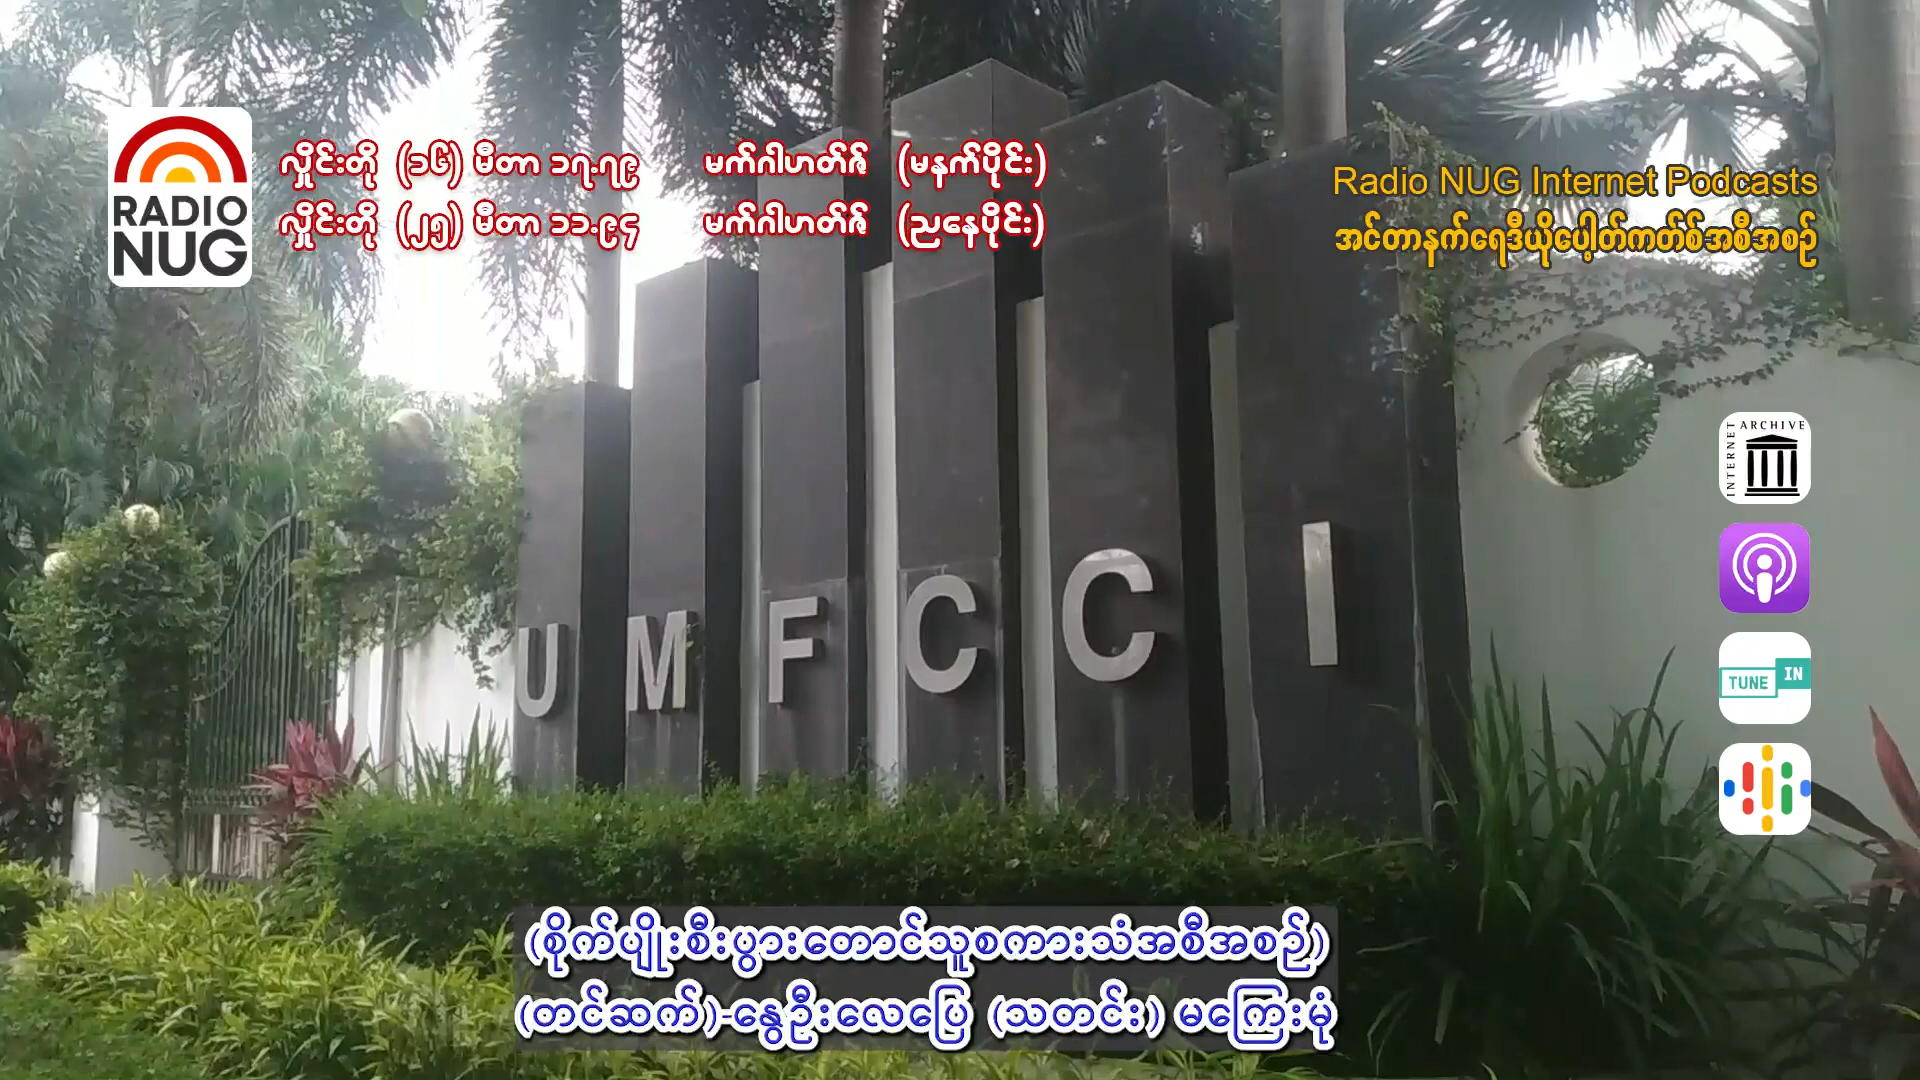 RADIO
NUG
လှိုင်းတို (၁၆) မီတာ ၁၇.၇၉ မက်ဂါဟတ်ဇ် (မနက်ပိုင်း)
လှိုင်းတို (၂၅) မီတာ ၁၁.၉၄ မက်ဂါဟတ်ဇ် (ညနေပိုင်း)
Radio NUG Internet Podcasts
အင်တာနက်ရေဒီယိုပေါ့တ်ကတ်စ်အစီအစဉ်
INTERNET ARCHIVE
TUNE IN
UMFCCI
(စိုက်ပျိုးစီးပွားတောင်သူစကားသံအစီအစဉ်)
(တင်ဆက်)-နွေဦးလေပြေ (သတင်း) မကြေးမုံ